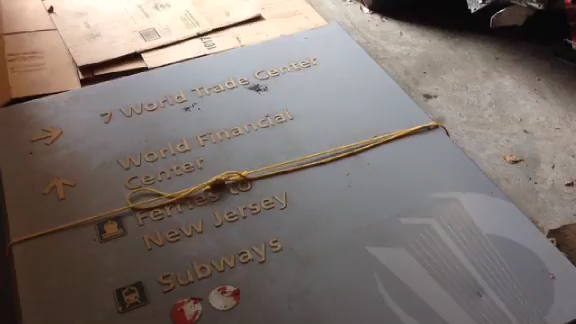 7 World Trade Center
World Financial
Center
Ferries to
New Jersey
Subways